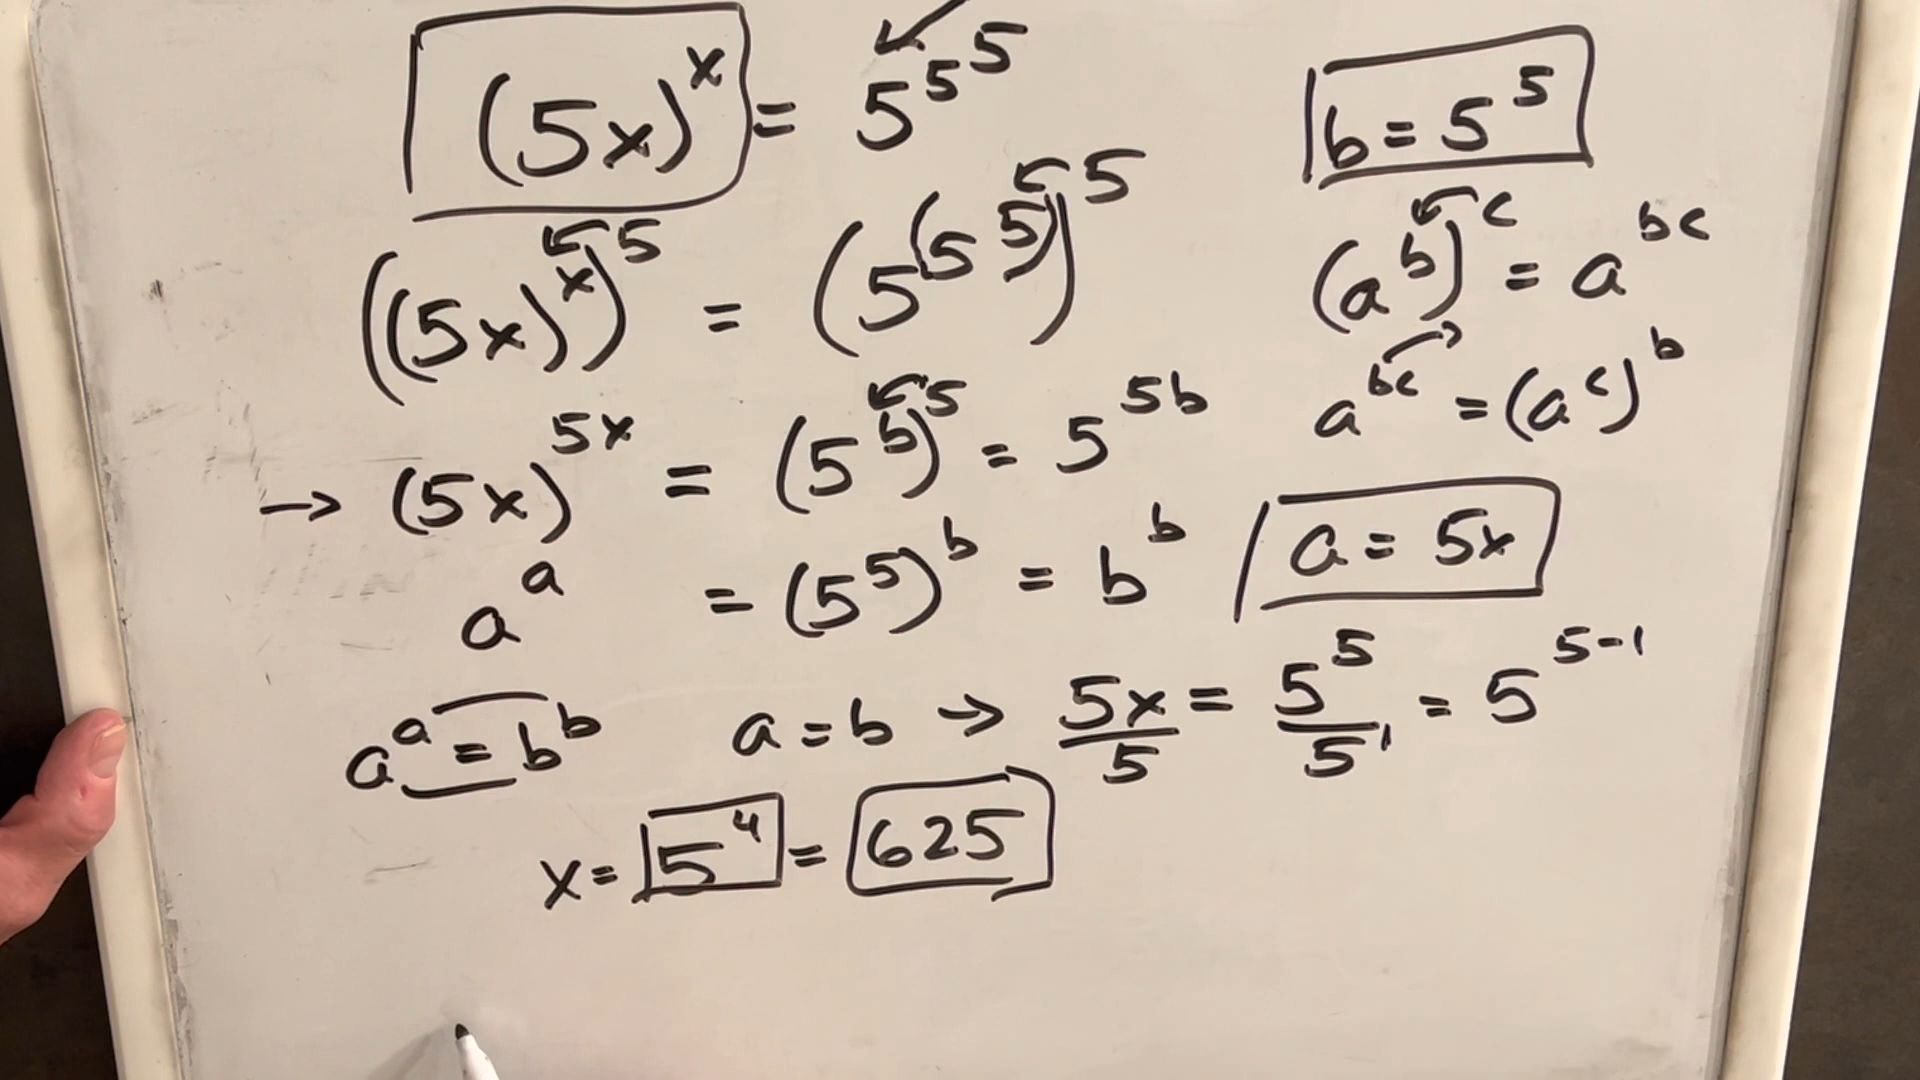 (5x)^x = 5^5^5
b = 5^5
((5x)^x)^5 = (5^(5^5))^5
(a^b)^c = a^bc
a^bc = (a^c)^b
→ (5x)^5x = (5^b)^5 = 5^5b
a = 5x
a^a = (5^5)^b = b^b
a^a = b^b a = b → 5x/5 = 5^5/5^1 = 5^5-1
x = 5^4 = 625